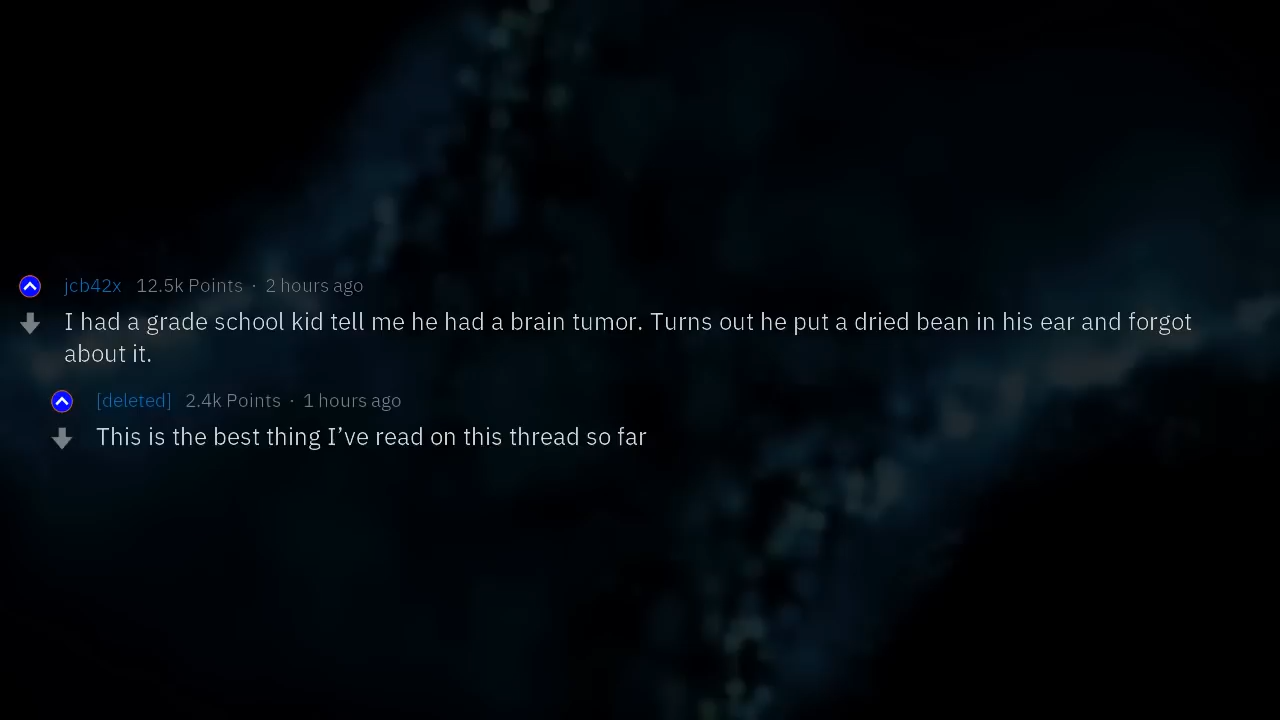 jcb42x 12.5k Points · 2 hours ago
I had a grade school kid tell me he had a brain tumor. Turns out he put a dried bean in his ear and forgot
about it.
[deleted] 2.4k Points · 1 hours ago
This is the best thing I’ve read on this thread so far